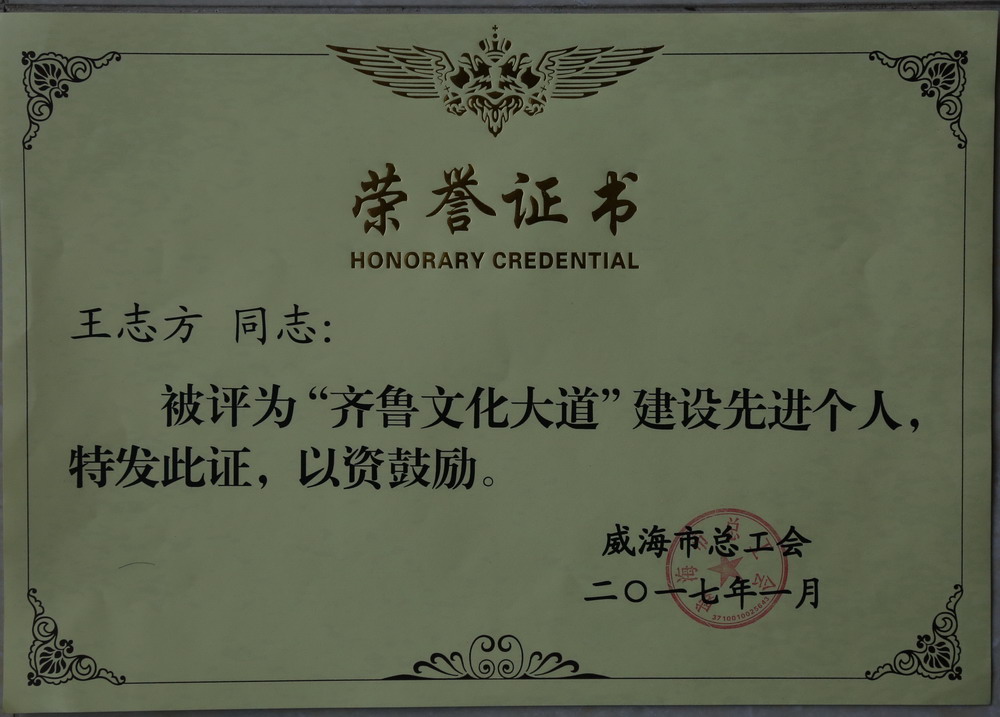 荣誉证书
HONORARY CREDENTIAL
王志方 同志：
被评为“齐鲁文化大道”建设先进个人，
特发此证，以资鼓励。
威海市总工会
二〇一七年一月